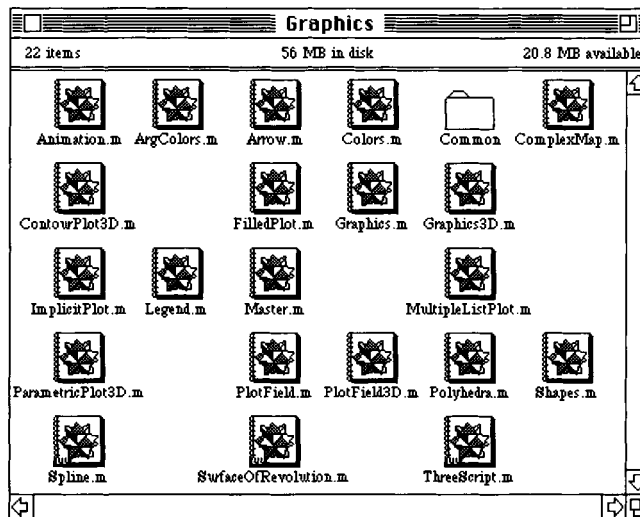 Graphics
22 items 56 MB in disk 20.8 MB available
Animation.m ArgColors.m Arrow.m Colors.m Common ComplexMap.m
ContourPlot3D.m FilledPlot.m Graphics.m Graphics3D.m
ImplicitPlot.m Legend.m Master.m MultipleListPlot.m
ParametricPlot3D.m PlotField.m PlotField3D.m Polyhedra.m Shapes.m
Spline.m SurfaceOfRevolution.m ThreeScript.m